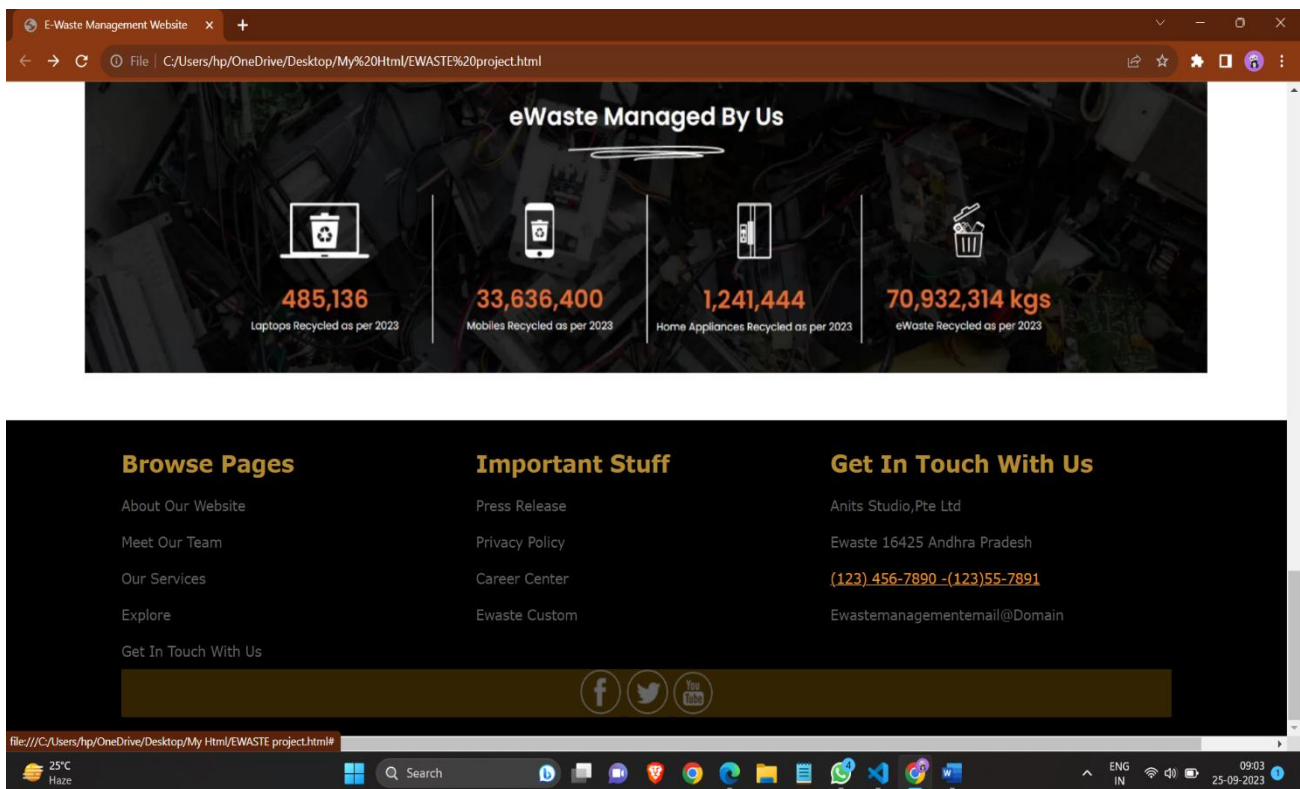 E-Waste Management Website
File | C:/Users/hp/OneDrive/Desktop/My%20Html/EWASTE%20project.html
eWaste Managed By Us
485,136
Laptops Recycled as per 2023
33,636,400
Mobiles Recycled as per 2023
1,241,444
Home Appliances Recycled as per 2023
70,932,314 kgs
eWaste Recycled as per 2023
Browse Pages
About Our Website
Meet Our Team
Our Services
Explore
Get In Touch With Us
Important Stuff
Press Release
Privacy Policy
Career Center
Ewaste Custom
Get In Touch With Us
Anits Studio,Pte Ltd
Ewaste 16425 Andhra Pradesh
(123) 456-7890 -(123)55-7891
Ewastemanagementemail@Domain
f
You
Tube
file:///C:/Users/hp/OneDrive/Desktop/My Html/EWASTE project.html#
25°C
Haze
Search
4
ENG
IN
09:03
25-09-2023
1